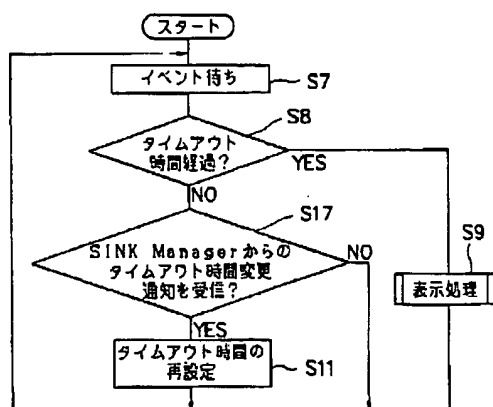 スタート
イベント待ち
S7
S8
タイムアウト
時間経過?
YES
NO
S17
SINK Managerからの
タイムアウト時間変更
通知を受信?
NO
S9
表示処理
YES
タイムアウト時間の
再設定
S11